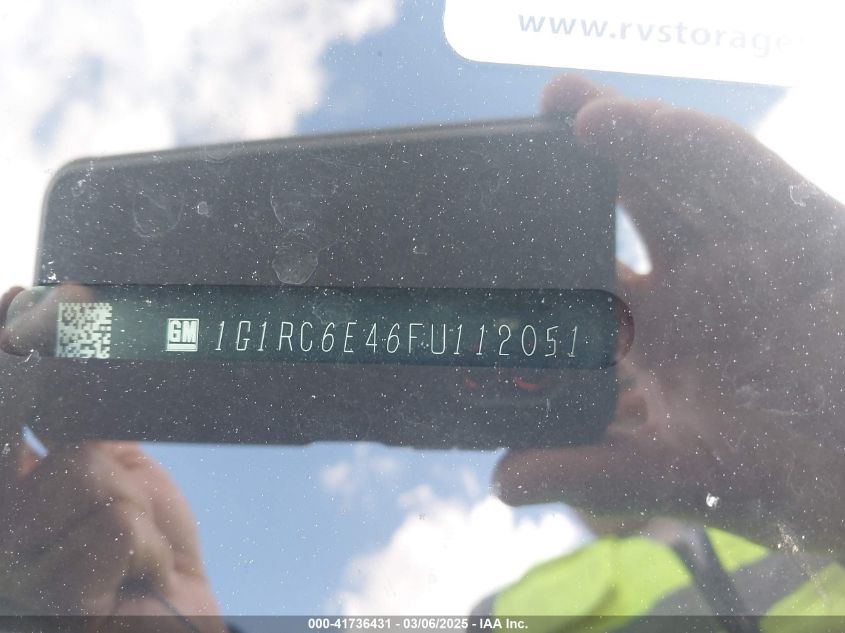 www.rvstorage
GM 1G1RC6E46FU112051
000-41736431 - 03/06/2025 - IAA Inc.